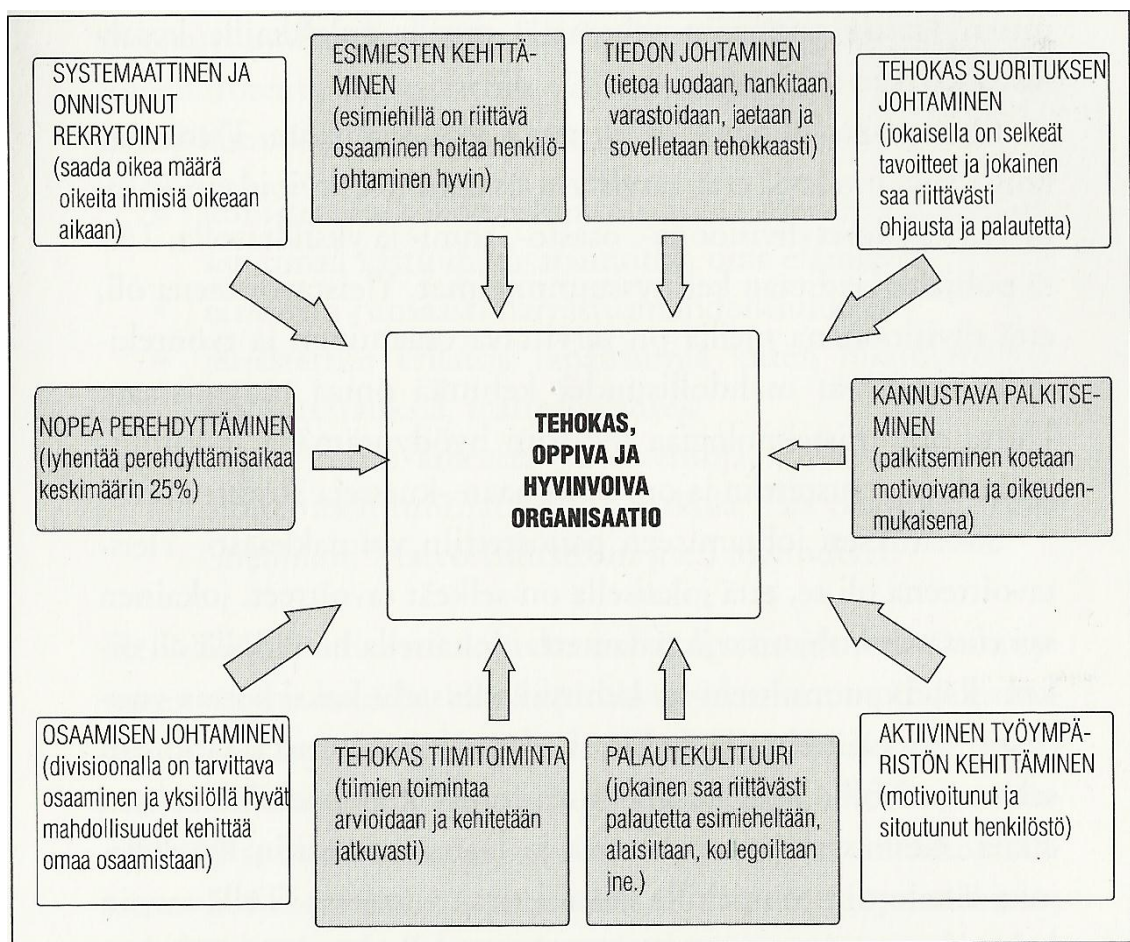 SYSTEMAATTINEN JA
ONNISTUNUT
REKRYTOINTI
(saada oikea määrä
oikeita ihmisiä oikeaan
aikaan)
ESIMIESTEN KEHITTÄ-
MINEN
(esimiehillä on riittävä
osaaminen hoitaa henkilö-
johtaminen hyvin)
TIEDON JOHTAMINEN
(tietoa luodaan, hankitaan,
varastoidaan, jaetaan ja
sovelletaan tehokkaasti)
TEHOKAS SUORITUKSEN
JOHTAMINEN
(jokaisella on selkeät
tavoitteet ja jokainen
saa riittävästi
ohjausta ja palautetta)
NOPEA PEREHDYTTÄMINEN
(lyhentää perehdyttämisaikaa
keskimäärin 25%)
TEHOKAS,
OPPIVA JA
HYVINVOIVA
ORGANISAATIO
KANNUSTAVA PALKITSE-
MINEN
(palkitseminen koetaan
motivoivana ja oikeuden-
mukaisena)
OSAAMISEN JOHTAMINEN
(divisioonalla on tarvittava
osaaminen ja yksilöllä hyvät
mahdollisuudet kehittää
omaa osaamistaan)
TEHOKAS TIIMITOIMINTA
(tiimien toimintaa
arvioidaan ja kehitetään
jatkuvasti)
PALAUTEKULTTUURI
(jokainen saa riittävästi
palautetta esimieheltään,
alaisiltaan, kolegoiltaan
jne.)
AKTIIVINEN TYÖYMPÄ-
RISTÖN KEHITTÄMINEN
(motivoitunut ja
sitoutunut henkilöstö)